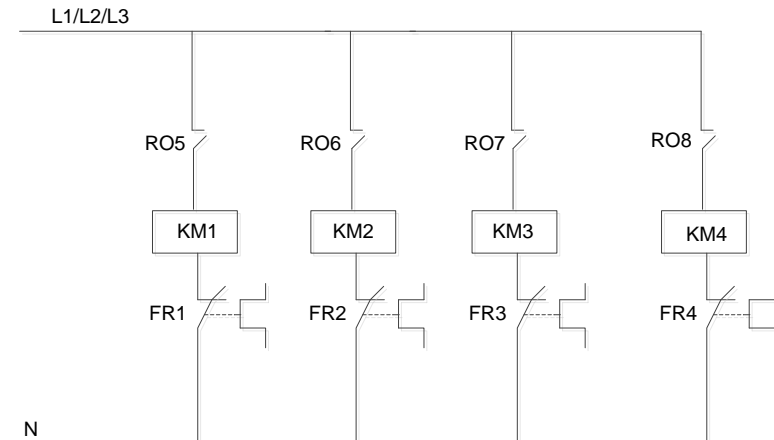 L1/L2/L3
RO5 RO6 RO7 RO8
KM1 KM2 KM3 KM4
FR1 FR2 FR3 FR4
N